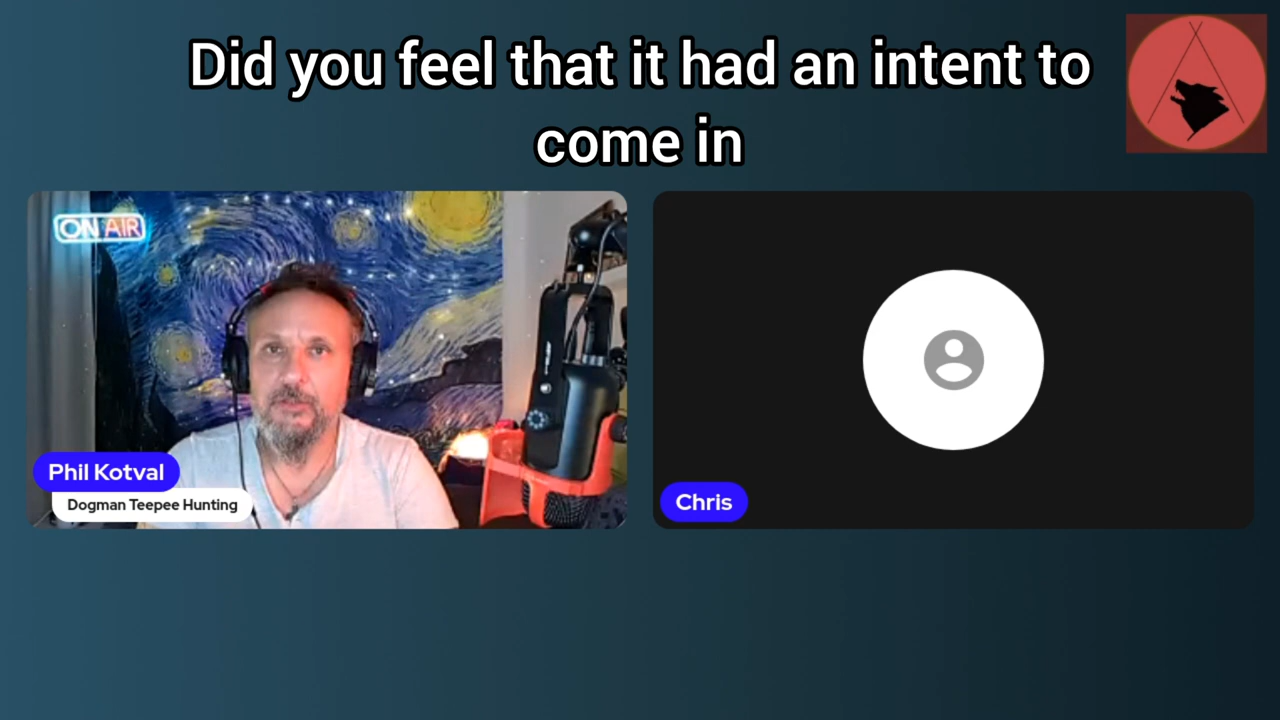 Did you feel that it had an intent to
come in
ON AIR
Phil Kotval
Dogman Teepee Hunting
Chris